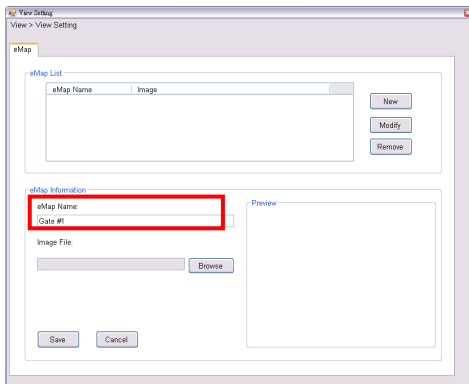 View Setting
View > View Setting
eMap
eMap List
eMap Name Image
New
Modify
Remove
eMap Information
eMap Name:
Gate #1
Preview
Image File:
Browse
Save Cancel